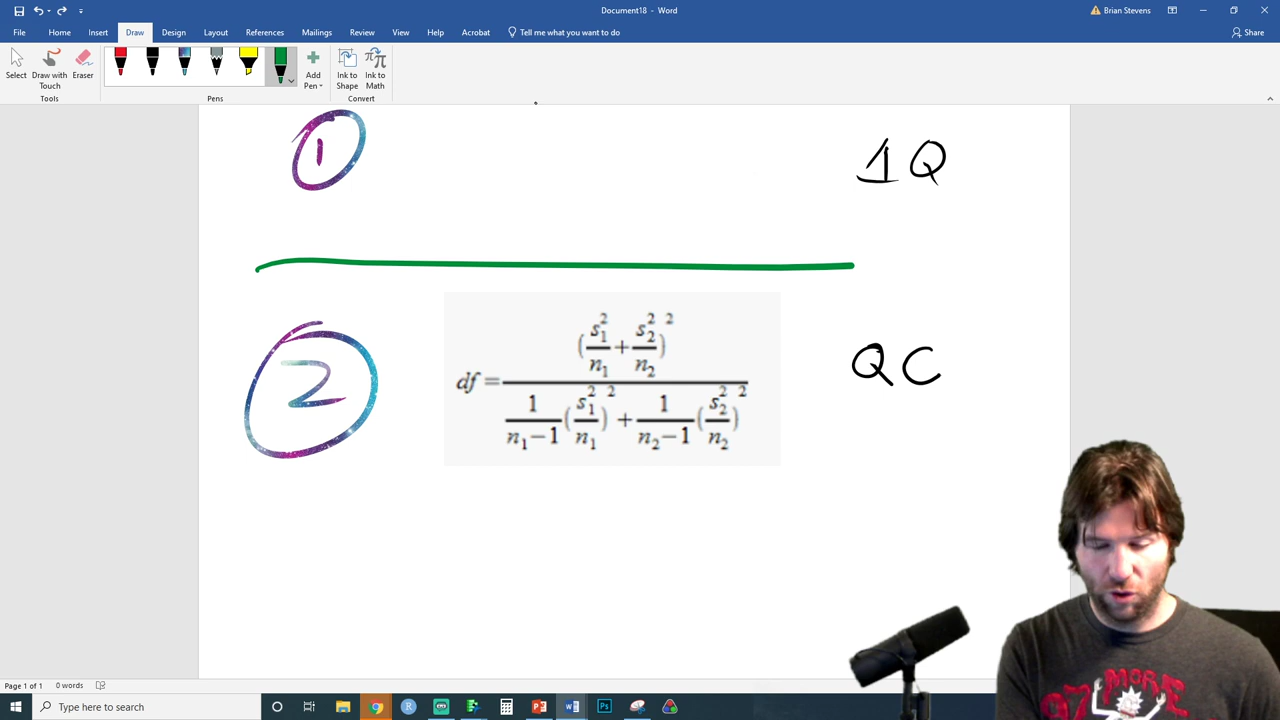 Document18 - Word
Brian Stevens
File Home Insert Draw Design Layout References Mailings Review View Help Acrobat Tell me what you want to do Share
Select Draw with Touch Eraser Add Pen Ink to Shape Ink to Math
Tools Pens Convert
1 1Q
2 df = (s₁²/n₁ + s₂²/n₂)² / (1/(n₁−1) (s₁²/n₁)² + 1/(n₂−1) (s₂²/n₂)²) QC
97 MORE
Page 1 of 1 0 words
Type here to search